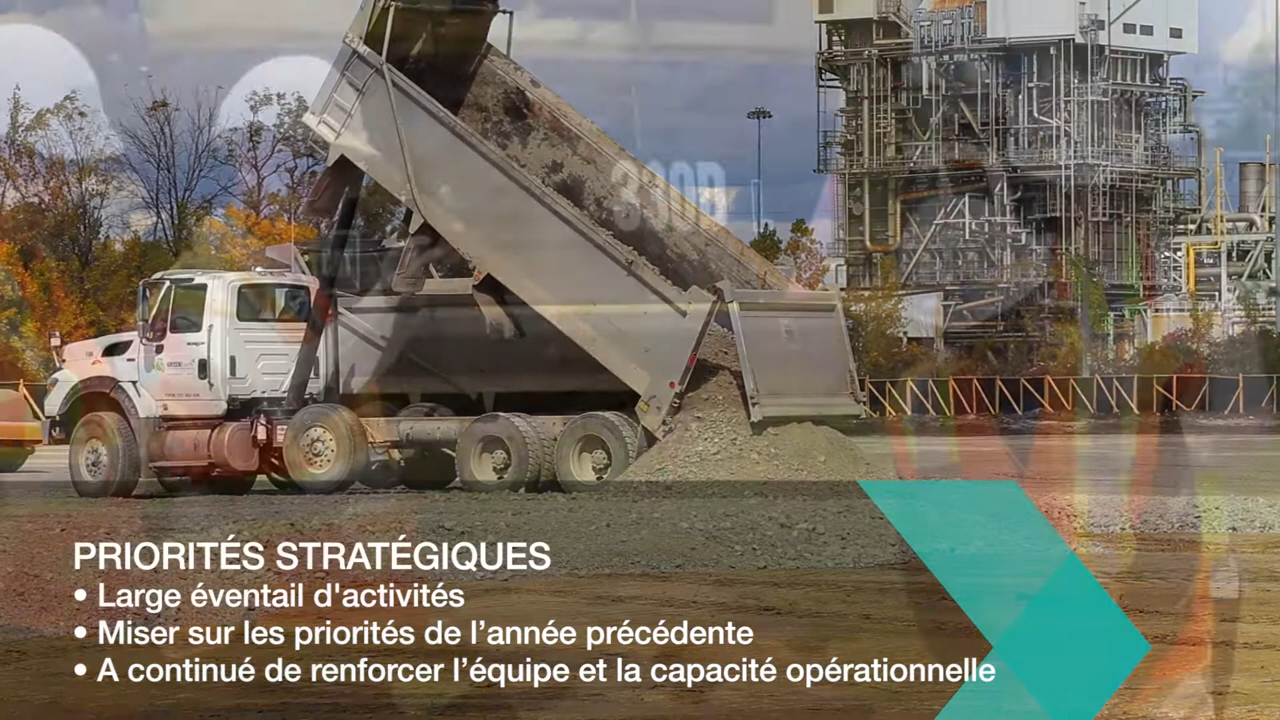 330D
PRIORITÉS STRATÉGIQUES
• Large éventail d'activités
• Miser sur les priorités de l’année précédente
• A continué de renforcer l’équipe et la capacité opérationnelle